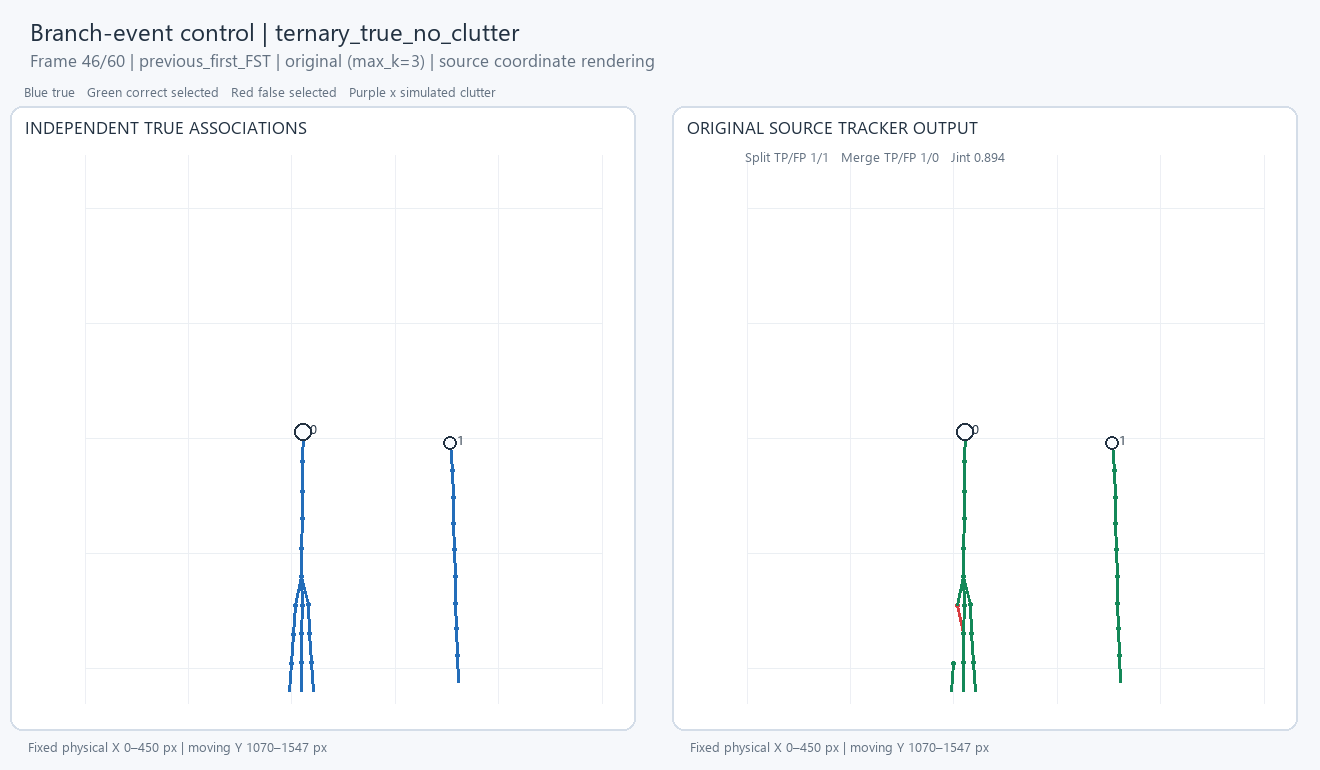 Branch-event control | ternary_true_no_clutter
Frame 46/60 | previous_first_FST | original (max_k=3) | source coordinate rendering
Blue true Green correct selected Red false selected Purple x simulated clutter
INDEPENDENT TRUE ASSOCIATIONS
0
1
Fixed physical X 0–450 px | moving Y 1070–1547 px
ORIGINAL SOURCE TRACKER OUTPUT
Split TP/FP 1/1 Merge TP/FP 1/0 Jint 0.894
0
1
Fixed physical X 0–450 px | moving Y 1070–1547 px